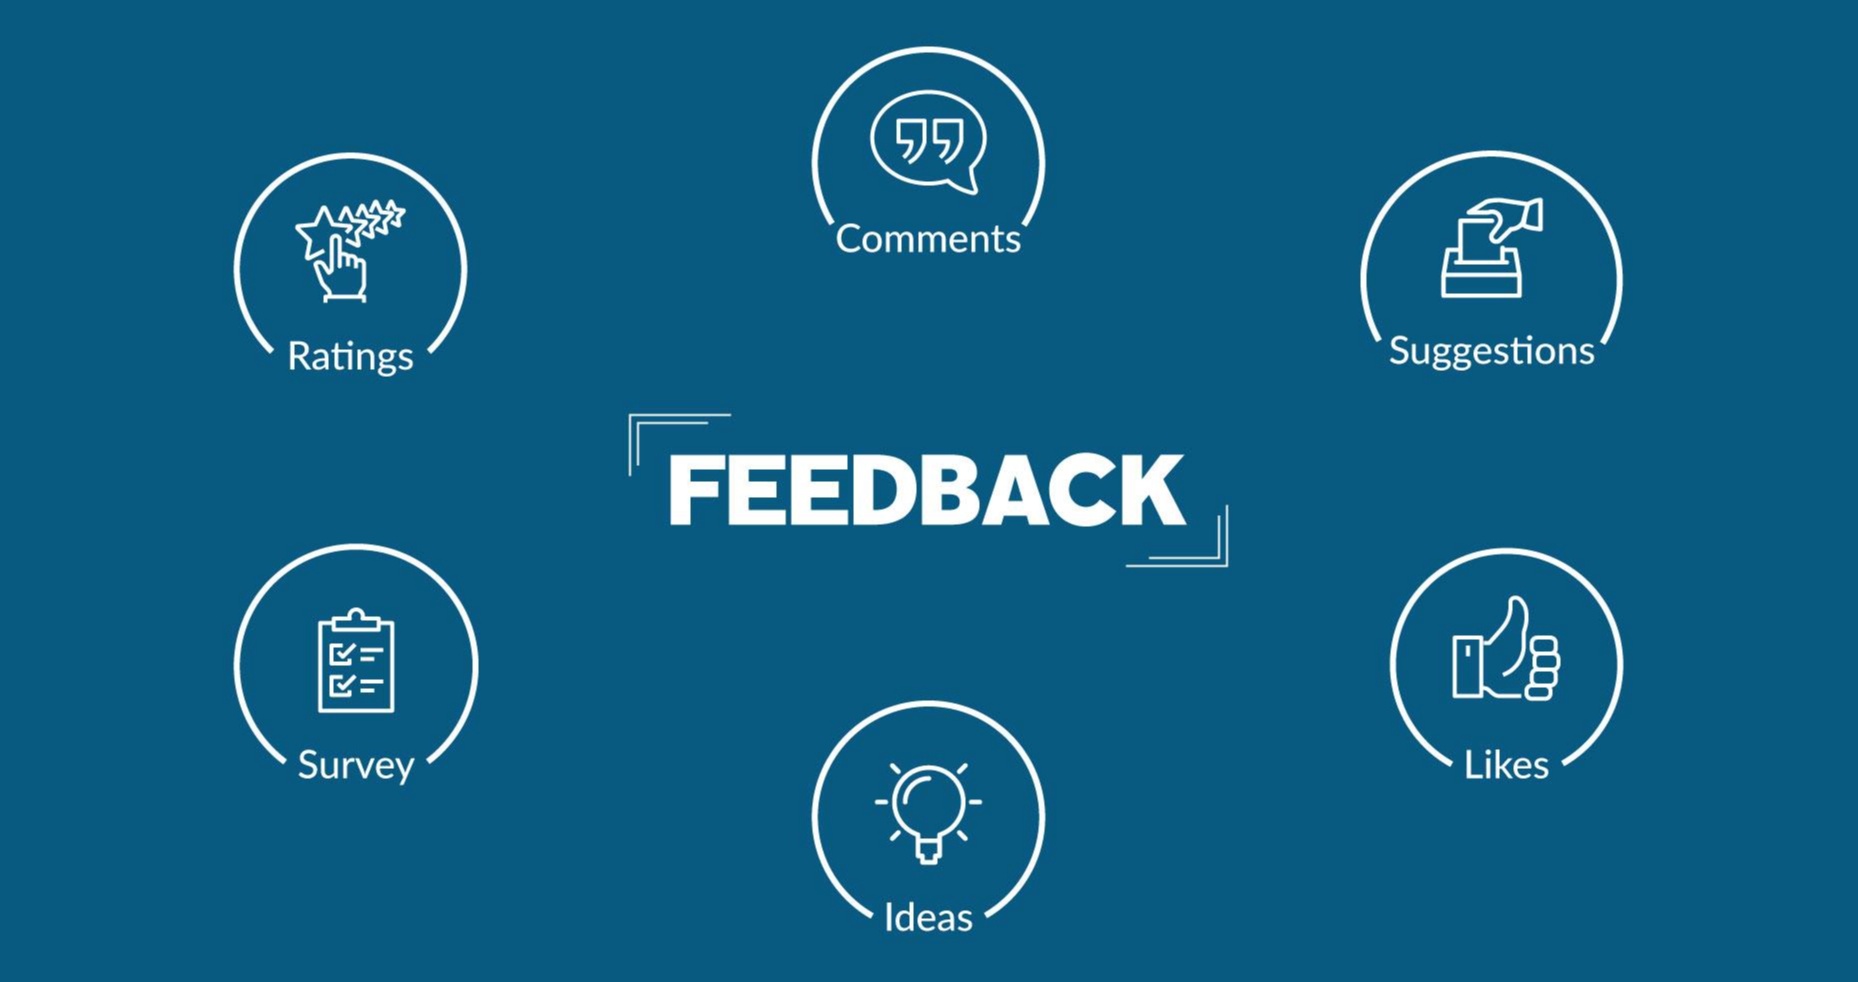 Comments
Ratings
Suggestions
FEEDBACK
Survey
Likes
Ideas